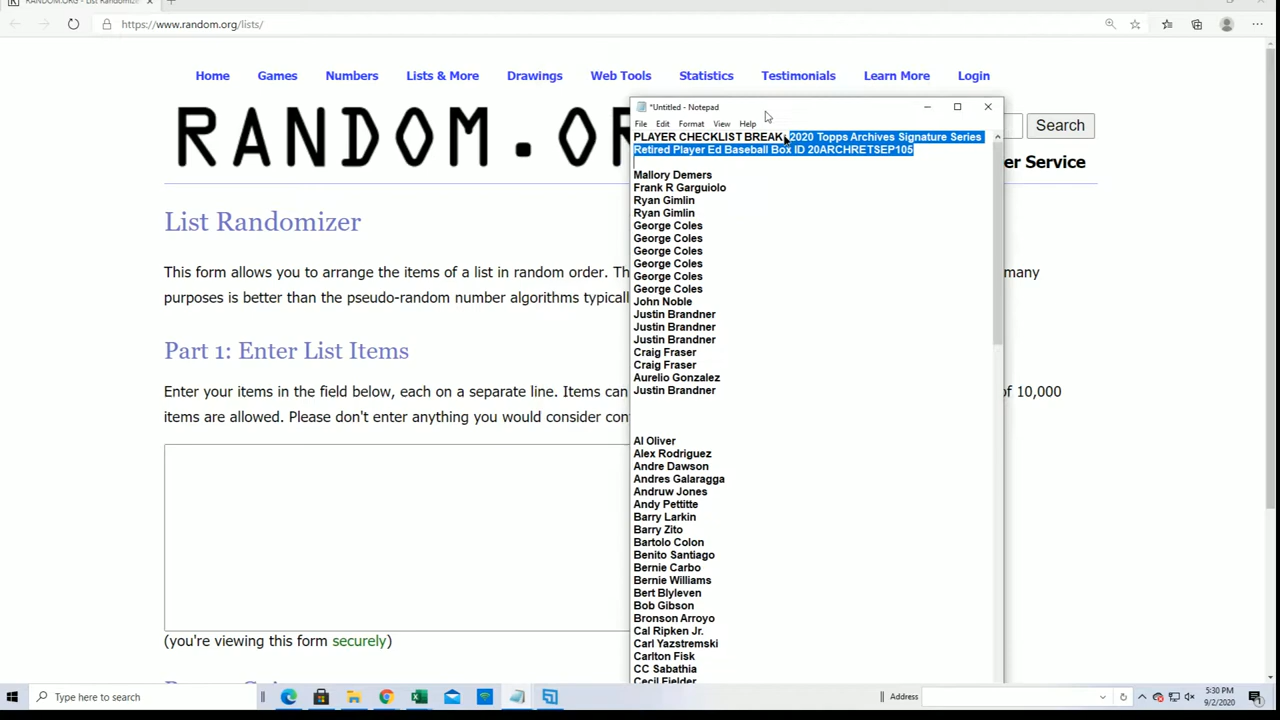 RANDOM.ORG - List Randomiz
https://www.random.org/lists/
Home Games Numbers Lists & More Drawings Web Tools Statistics Testimonials Learn More Login
RANDOM.O
Search
er Service
List Randomizer
This form allows you to arrange the items of a list in random order. Th
many
purposes is better than the pseudo-random number algorithms typicall
Part 1: Enter List Items
Enter your items in the field below, each on a separate line. Items can
of 10,000
items are allowed. Please don't enter anything you would consider con
(you're viewing this form securely)
*Untitled - Notepad
File Edit Format View Help
PLAYER CHECKLIST BREAK: 2020 Topps Archives Signature Series
Retired Player Ed Baseball Box ID 20ARCHRETSEP105
Mallory Demers
Frank R Garguiolo
Ryan Gimlin
Ryan Gimlin
George Coles
George Coles
George Coles
George Coles
George Coles
George Coles
John Noble
Justin Brandner
Justin Brandner
Justin Brandner
Craig Fraser
Craig Fraser
Aurelio Gonzalez
Justin Brandner
Al Oliver
Alex Rodriguez
Andre Dawson
Andres Galaragga
Andruw Jones
Andy Pettitte
Barry Larkin
Barry Zito
Bartolo Colon
Benito Santiago
Bernie Carbo
Bernie Williams
Bert Blyleven
Bob Gibson
Bronson Arroyo
Cal Ripken Jr.
Carl Yazstremski
Carlton Fisk
CC Sabathia
Cecil Fielder
Type here to search
Address
5:30 PM
9/2/2020